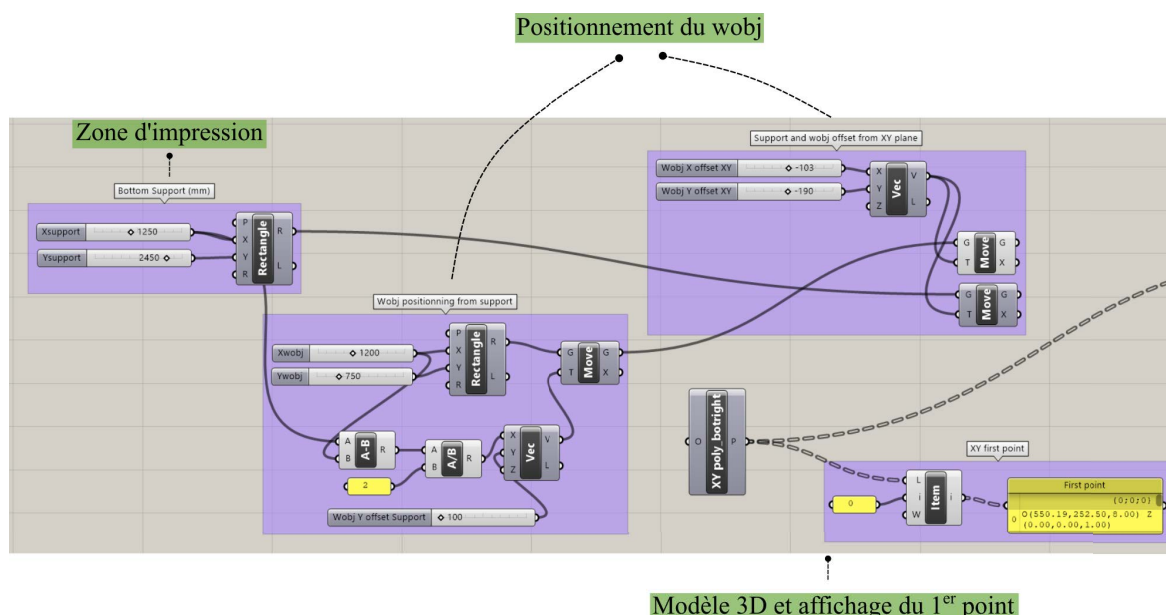 Positionnement du wobj
Zone d'impression
Support and wobj offset from XY plane
Wobj X offset XY -103
Wobj Y offset XY -190
X
Y
Z
Vec
V
L
G
T
Move
G
X
G
T
Move
G
X
Bottom Support (mm)
Xsupport 1250
Ysupport 2450
P
X
Y
R
Rectangle
R
L
Wobj positionning from support
Xwobj 1200
Ywobj 750
P
X
Y
R
Rectangle
R
L
G
T
Move
G
X
A
B
A-B
R
2
A
B
A/B
R
X
Y
Z
Vec
V
L
Wobj Y offset Support 100
O
XY poly_botright
P
XY first point
0
L
i
W
Item
i
First point
{0;0;0}
0 O(550.19,252.50,8.00) Z
(0.00,0.00,1.00)
Modèle 3D et affichage du 1er point